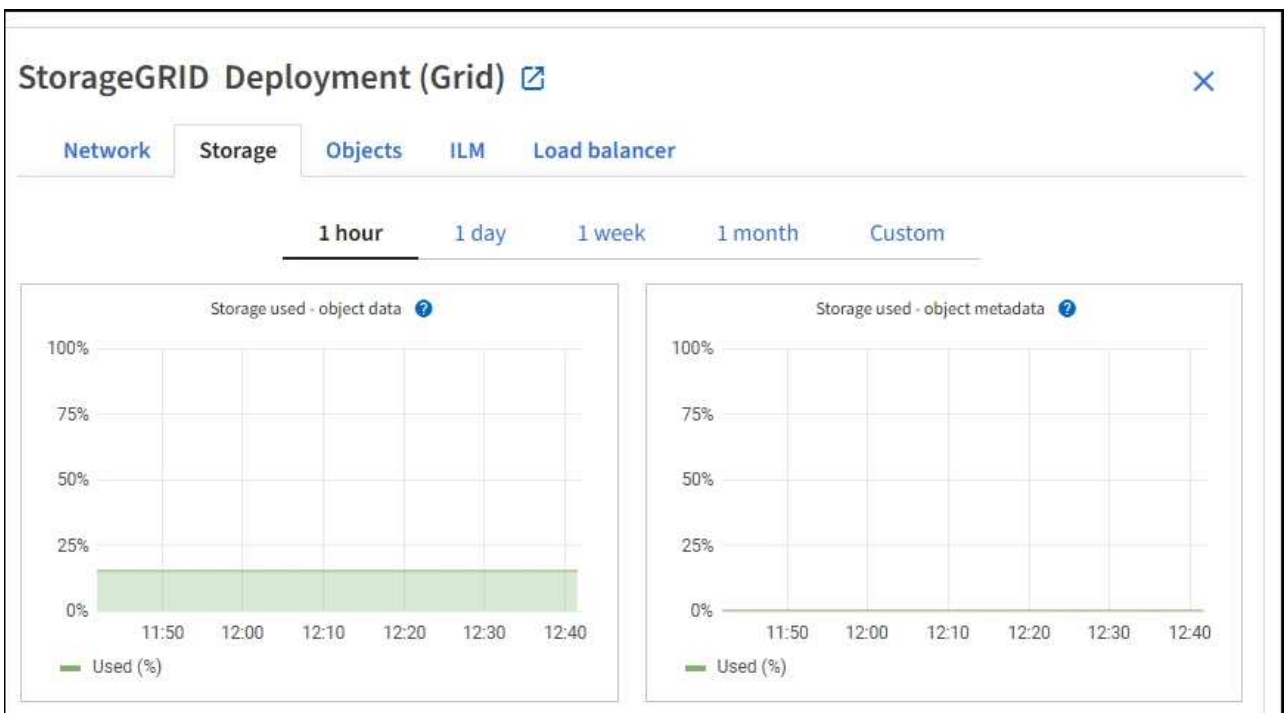 StorageGRID Deployment (Grid)
Network Storage Objects ILM Load balancer
1 hour 1 day 1 week 1 month Custom
Storage used - object data ?
100%
75%
50%
25%
0%
11:50 12:00 12:10 12:20 12:30 12:40
Used (%)
Storage used - object metadata ?
100%
75%
50%
25%
0%
11:50 12:00 12:10 12:20 12:30 12:40
Used (%)